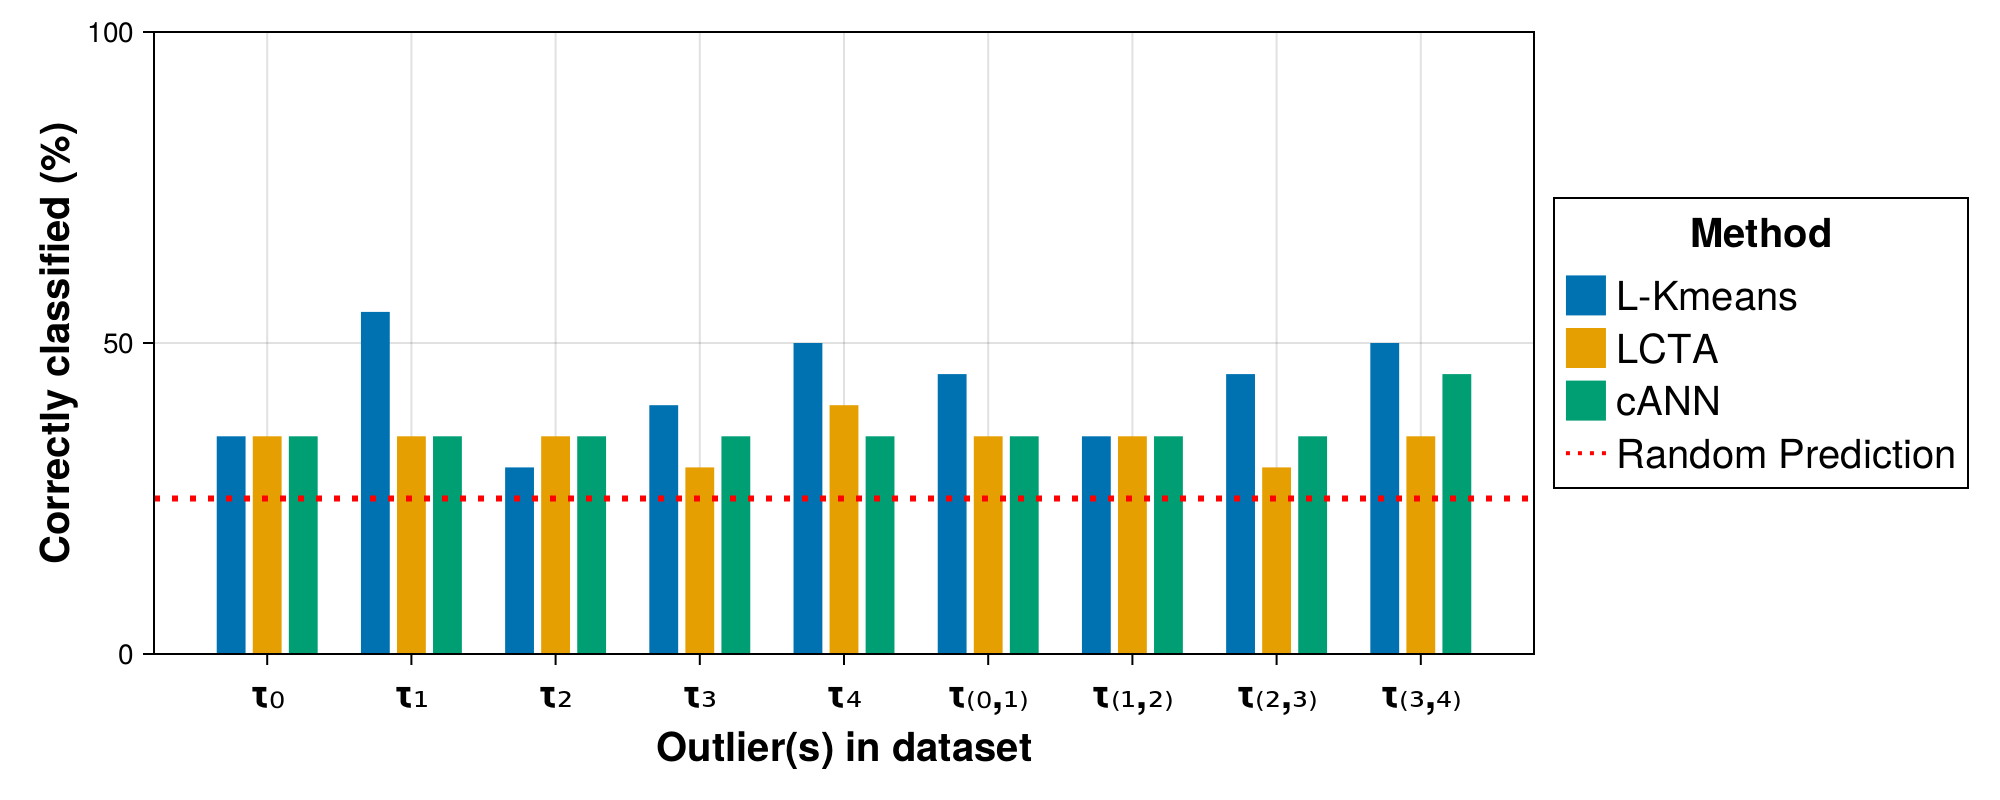 100
50
0
Correctly classified (%)
τ₀ τ₁ τ₂ τ₃ τ₄ τ₍₀,₁₎ τ₍₁,₂₎ τ₍₂,₃₎ τ₍₃,₄₎
Outlier(s) in dataset
Method
L-Kmeans
LCTA
cANN
Random Prediction